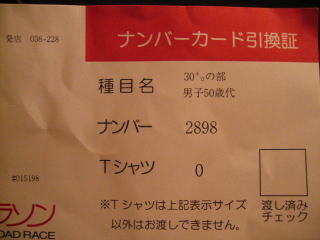 発店 036-228
ナンバーカード引換証
種目名 30㌔の部
男子50歳代
ナンバー 2898
Tシャツ 0
#015198
※Tシャツは上記表示サイズ
以外はお渡しできません。
渡し済み
チェック
ラソン
OAD RACE